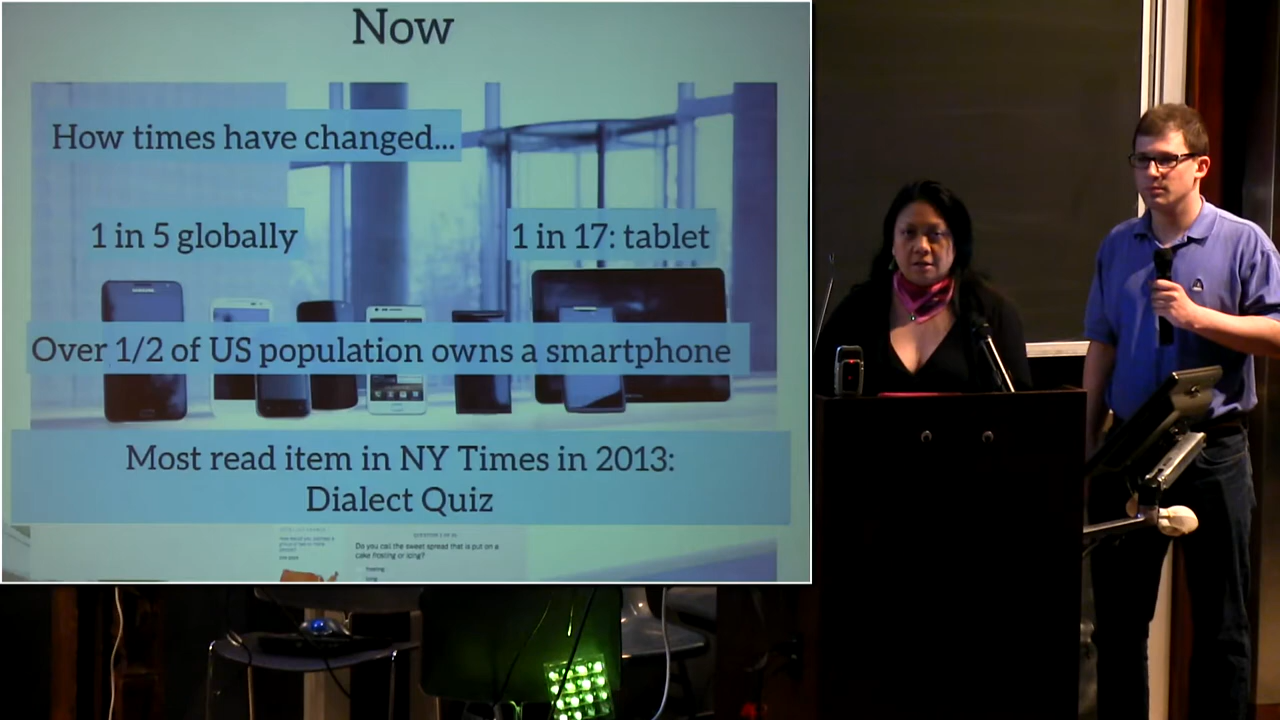 Now
How times have changed...
1 in 5 globally
1 in 17: tablet
Over 1/2 of US population owns a smartphone
Most read item in NY Times in 2013:
Dialect Quiz
Do you call the sweet spread that is put on a
cake frosting or icing?
frosting
icing